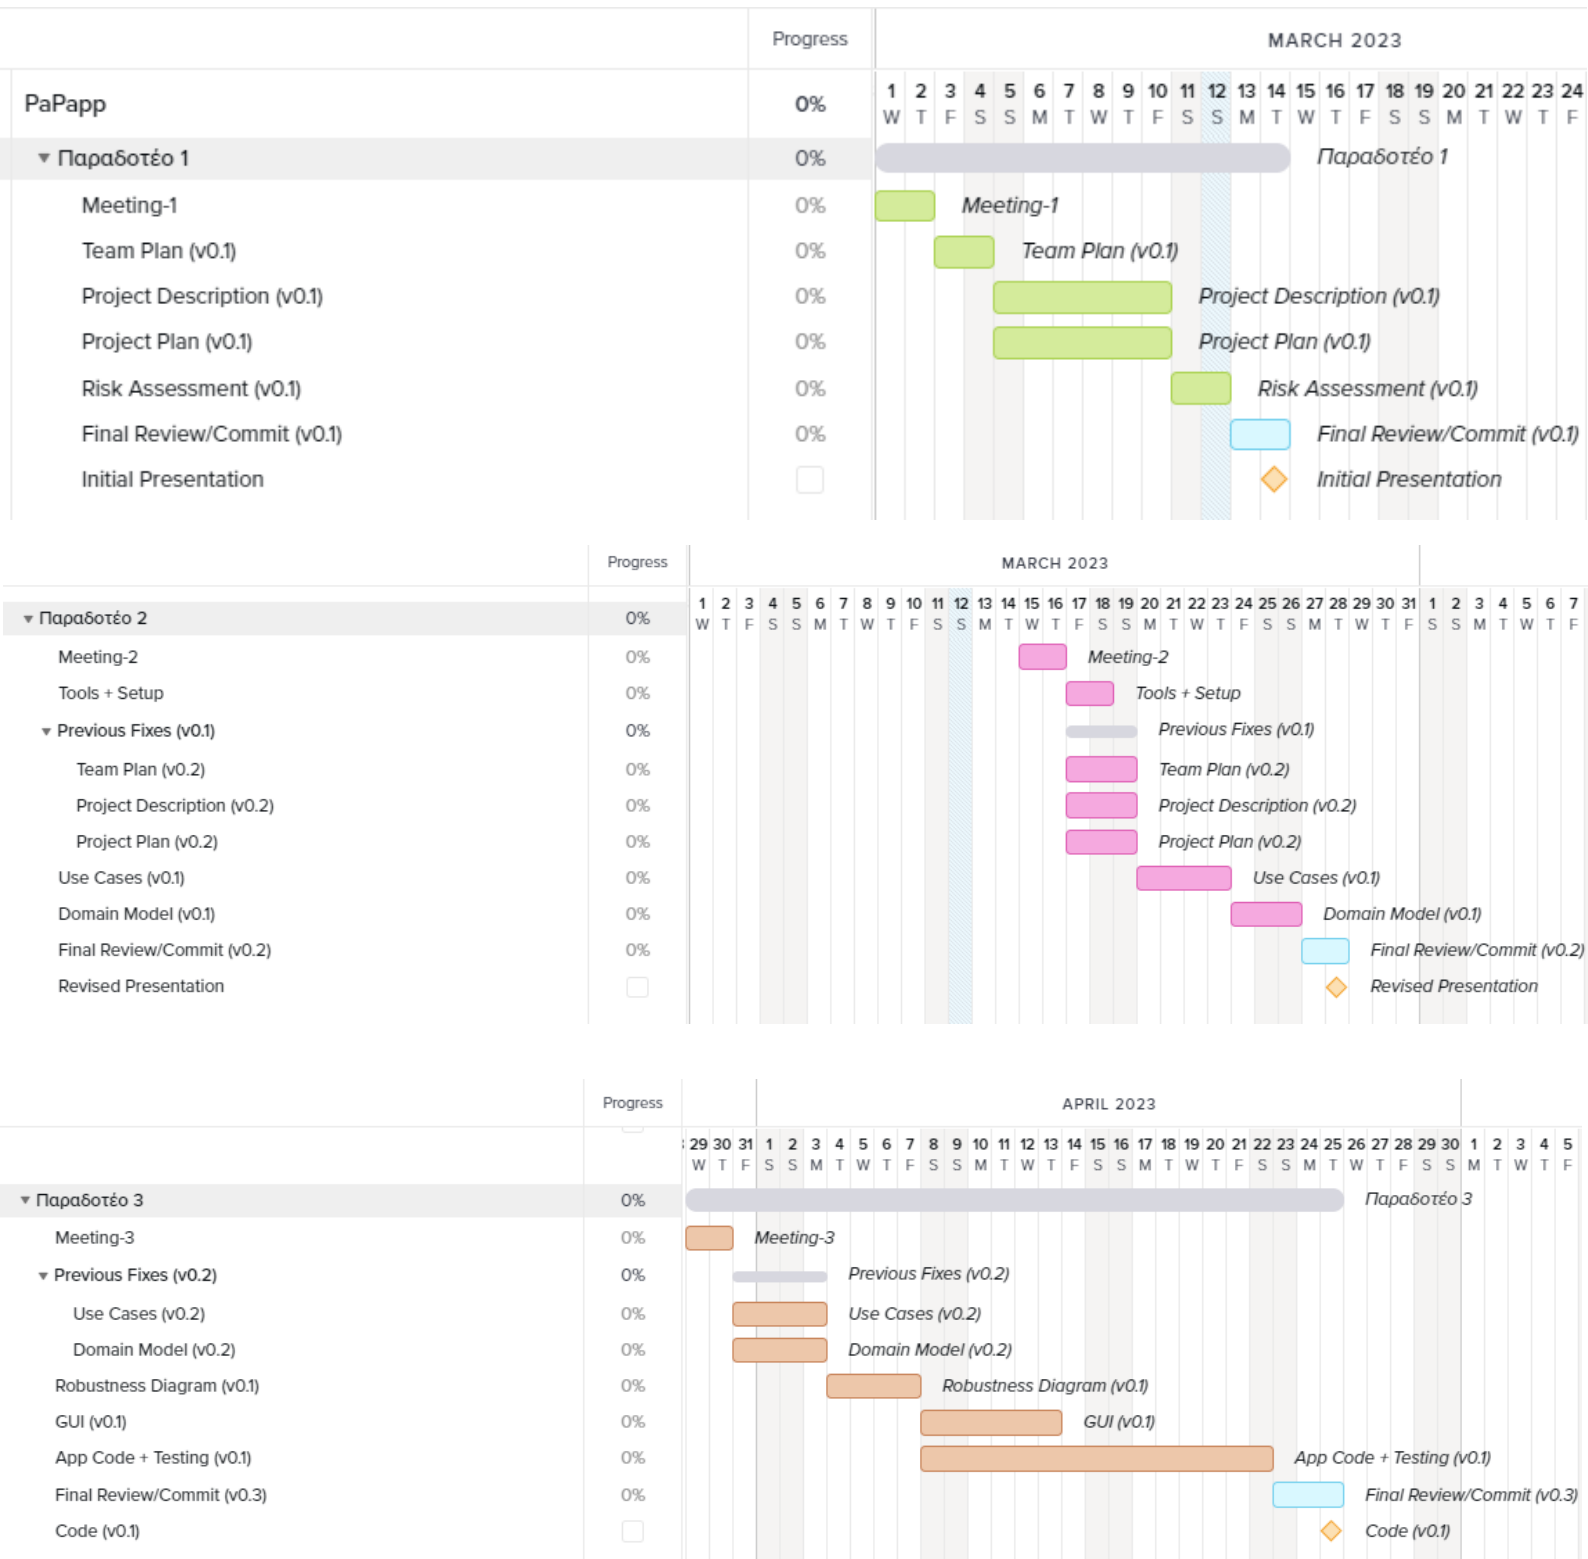 Progress
MARCH 2023
1 2 3 4 5 6 7 8 9 10 11 12 13 14 15 16 17 18 19 20 21 22 23 24
W T F S S M T W T F S S M T W T F S S M T W T F
PaPapp 0%
Παραδοτέο 1 0% Παραδοτέο 1
Meeting-1 0% Meeting-1
Team Plan (v0.1) 0% Team Plan (v0.1)
Project Description (v0.1) 0% Project Description (v0.1)
Project Plan (v0.1) 0% Project Plan (v0.1)
Risk Assessment (v0.1) 0% Risk Assessment (v0.1)
Final Review/Commit (v0.1) 0% Final Review/Commit (v0.1)
Initial Presentation Initial Presentation
Progress
MARCH 2023
1 2 3 4 5 6 7 8 9 10 11 12 13 14 15 16 17 18 19 20 21 22 23 24 25 26 27 28 29 30 31 1 2 3 4 5 6 7
W T F S S M T W T F S S M T W T F S S M T W T F S S M T W T F S S M T W T F
Παραδοτέο 2 0%
Meeting-2 0% Meeting-2
Tools + Setup 0% Tools + Setup
Previous Fixes (v0.1) 0% Previous Fixes (v0.1)
Team Plan (v0.2) 0% Team Plan (v0.2)
Project Description (v0.2) 0% Project Description (v0.2)
Project Plan (v0.2) 0% Project Plan (v0.2)
Use Cases (v0.1) 0% Use Cases (v0.1)
Domain Model (v0.1) 0% Domain Model (v0.1)
Final Review/Commit (v0.2) 0% Final Review/Commit (v0.2)
Revised Presentation Revised Presentation
Progress
APRIL 2023
29 30 31 1 2 3 4 5 6 7 8 9 10 11 12 13 14 15 16 17 18 19 20 21 22 23 24 25 26 27 28 29 30 1 2 3 4 5
W T F S S M T W T F S S M T W T F S S M T W T F S S M T W T F S S M T W T F
Παραδοτέο 3 0% Παραδοτέο 3
Meeting-3 0% Meeting-3
Previous Fixes (v0.2) 0% Previous Fixes (v0.2)
Use Cases (v0.2) 0% Use Cases (v0.2)
Domain Model (v0.2) 0% Domain Model (v0.2)
Robustness Diagram (v0.1) 0% Robustness Diagram (v0.1)
GUI (v0.1) 0% GUI (v0.1)
App Code + Testing (v0.1) 0% App Code + Testing (v0.1)
Final Review/Commit (v0.3) 0% Final Review/Commit (v0.3)
Code (v0.1) Code (v0.1)